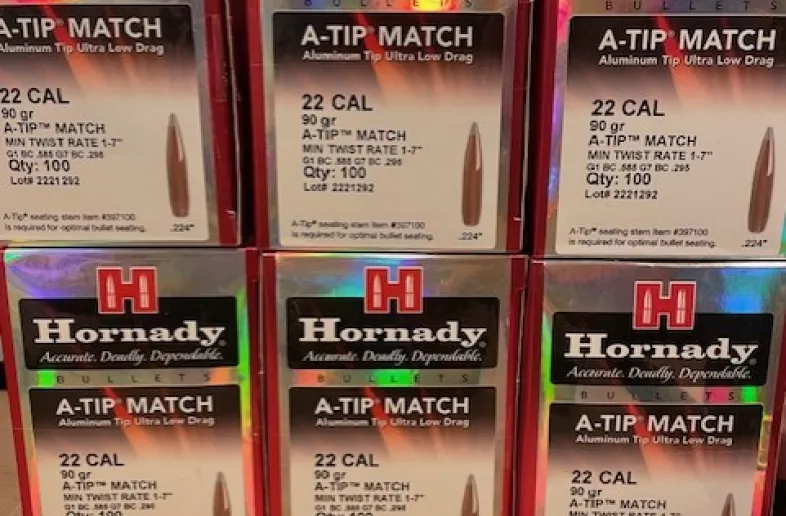 A-TIP® MATCH
Aluminum Tip Ultra Low Drag
22 CAL
90 gr
A-TIP™ MATCH
MIN TWIST RATE 1-7"
G1 BC .585 G7 BC .295
Qty: 100
Lot# 2221292
A-Tip® seating stem item #397100
is required for optimal bullet seating.
.224"
BULLETS
A-TIP® MATCH
Aluminum Tip Ultra Low Drag
22 CAL
90 gr
A-TIP™ MATCH
MIN TWIST RATE 1-7"
G1 BC .585 G7 BC .295
Qty: 100
Lot# 2221292
A-Tip® seating stem item #397100
is required for optimal bullet seating.
.224"
BULLETS
A-TIP® MATCH
Aluminum Tip Ultra Low Drag
22 CAL
90 gr
A-TIP™ MATCH
MIN TWIST RATE 1-7"
G1 BC .585 G7 BC .295
Qty: 100
Lot# 2221292
A-Tip® seating stem item #397100
is required for optimal bullet seating.
.224"
H
Hornady®
Accurate. Deadly. Dependable.
BULLETS
A-TIP® MATCH
Aluminum Tip Ultra Low Drag
22 CAL
90 gr
A-TIP™ MATCH
MIN TWIST RATE 1-7"
G1 BC .585 G7 BC .295
Qty: 100
H
Hornady®
Accurate. Deadly. Dependable.
BULLETS
A-TIP® MATCH
Aluminum Tip Ultra Low Drag
22 CAL
90 gr
A-TIP™ MATCH
MIN TWIST RATE 1-7"
G1 BC .585 G7 BC .295
Qty: 100
H
Hornady®
Accurate. Deadly. Dependable.
BULLETS
A-TIP® MATCH
Aluminum Tip Ultra Low Drag
22 CAL
90 gr
A-TIP™ MATCH
MIN TWIST RATE 1-7"